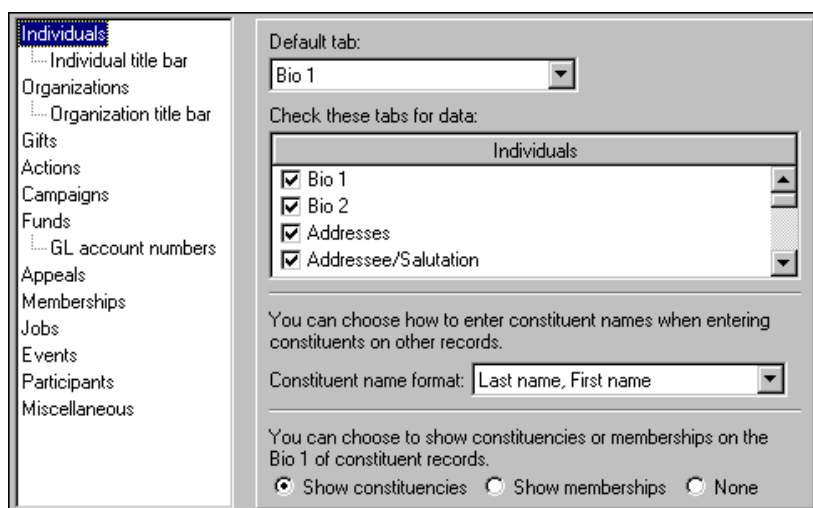 Individuals
Individual title bar
Organizations
Organization title bar
Gifts
Actions
Campaigns
Funds
GL account numbers
Appeals
Memberships
Jobs
Events
Participants
Miscellaneous
Default tab:
Bio 1
Check these tabs for data:
Individuals
Bio 1
Bio 2
Addresses
Addressee/Salutation
You can choose how to enter constituent names when entering
constituents on other records.
Constituent name format: Last name, First name
You can choose to show constituencies or memberships on the
Bio 1 of constituent records.
Show constituencies Show memberships None